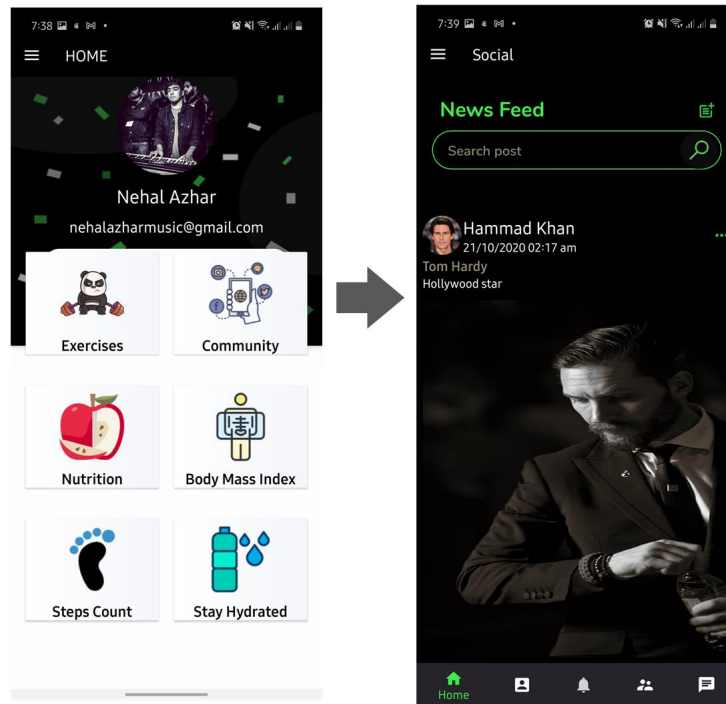 7:38
HOME
Nehal Azhar
nehalazharmusic@gmail.com
Exercises
Community
Nutrition
Body Mass Index
Steps Count
Stay Hydrated
7:39
Social
News Feed
Search post
Hammad Khan
21/10/2020 02:17 am
Tom Hardy
Hollywood star
Home